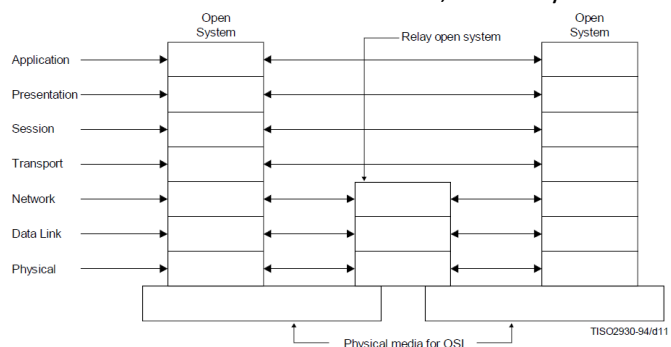 Open
System
Open
System
Relay open system
Application
Presentation
Session
Transport
Network
Data Link
Physical
TISO2930-94/d11
Physical media for OSI